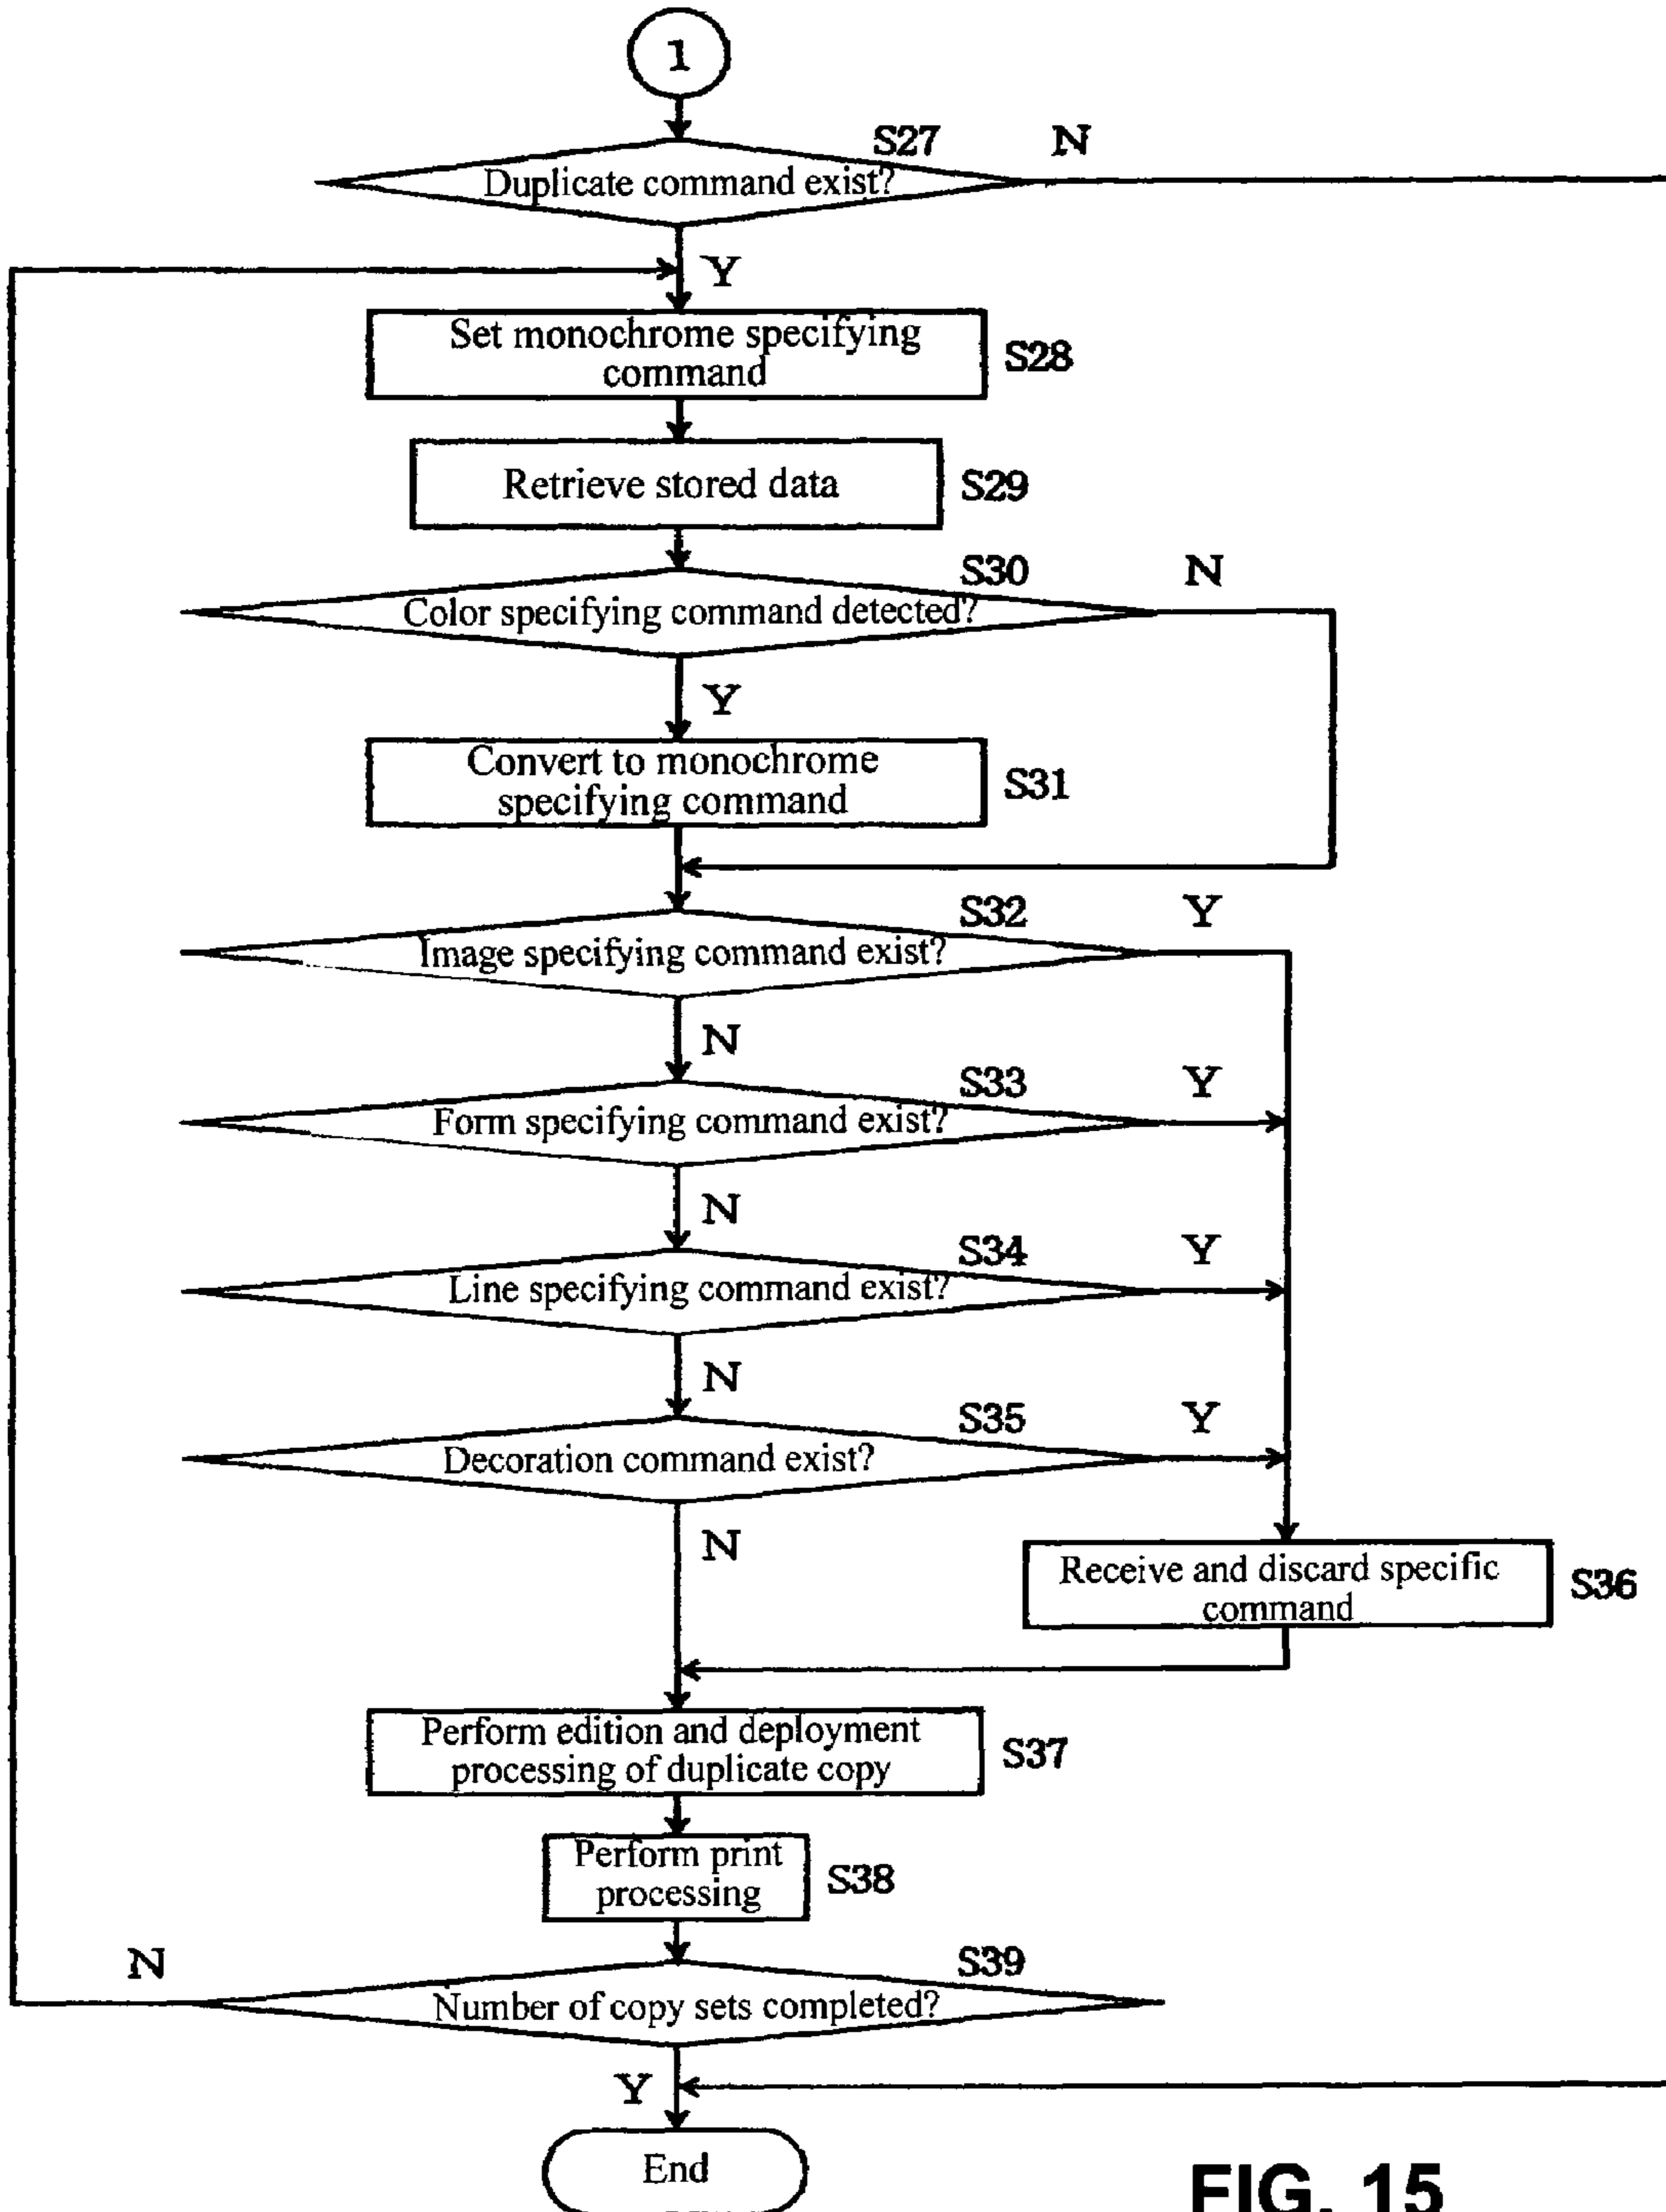 1
S27 N
Duplicate command exist?
Y
Set monochrome specifying
command
S28
Retrieve stored data
S29
S30 N
Color specifying command detected?
Y
Convert to monochrome
specifying command
S31
S32 Y
Image specifying command exist?
N
S33 Y
Form specifying command exist?
N
S34 Y
Line specifying command exist?
N
S35 Y
Decoration command exist?
N
Receive and discard specific
command
S36
Perform edition and deployment
processing of duplicate copy
S37
Perform print
processing
S38
N S39
Number of copy sets completed?
Y
End
FIG. 15